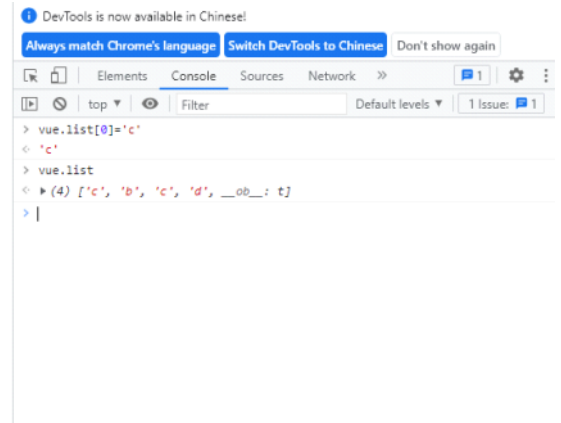 DevTools is now available in Chinese!
Always match Chrome's language Switch DevTools to Chinese Don't show again
Elements Console Sources Network » 1
top ▼ Filter Default levels ▼ 1 Issue: 1
> vue.list[0]='c'
< 'c'
> vue.list
< ▶ (4) ['c', 'b', 'c', 'd', __ob__: t]
>